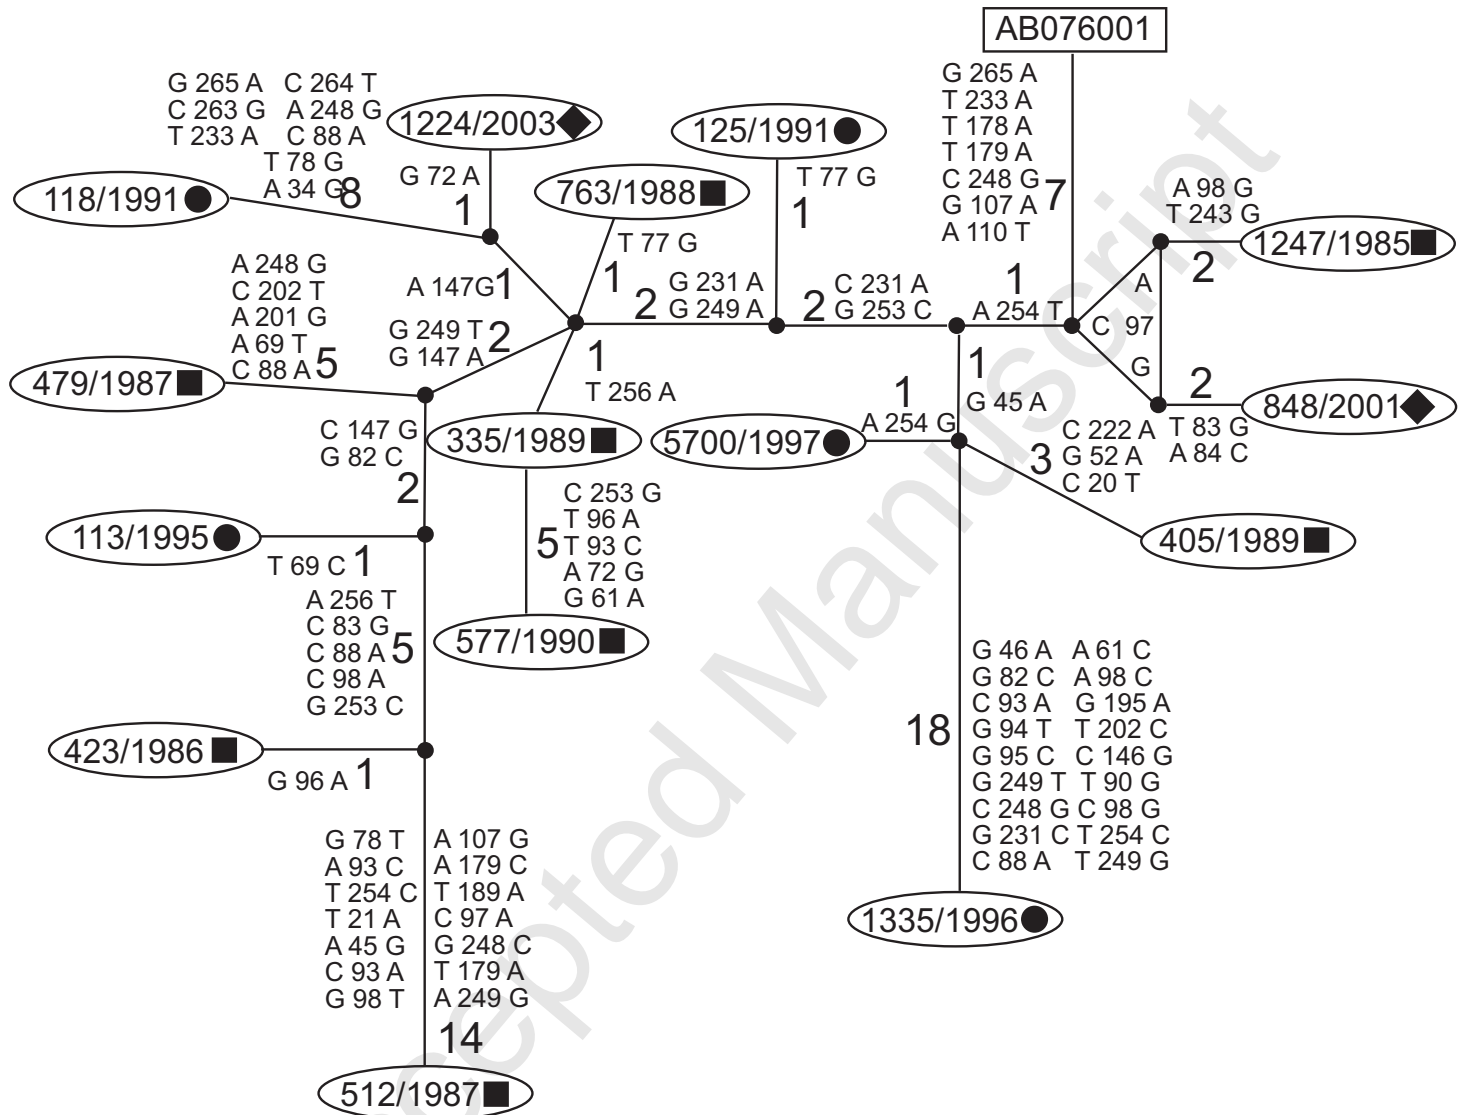 AB076001
G 265 A
T 233 A
T 178 A
T 179 A
C 248 G
G 107 A
A 110 T
7
G 265 A C 264 T
C 263 G A 248 G
T 233 A C 88 A
T 78 G
A 34 G
8
1224/2003
G 72 A
1
125/1991
T 77 G
1
118/1991
763/1988
T 77 G
1
A 98 G
T 243 G
1247/1985
2
A 248 G
C 202 T
A 201 G
A 69 T
C 88 A
5
A 147G
1
G 249 T
G 147 A
2
2
G 231 A
G 249 A
2
C 231 A
G 253 C
1
A 254 T
A
C 97
G
479/1987
1
T 256 A
1
G 45 A
1
A 254 G
2
T 83 G
A 84 C
848/2001
C 147 G
G 82 C
2
335/1989
5700/1997
3
C 222 A
G 52 A
C 20 T
113/1995
T 69 C
1
5
C 253 G
T 96 A
T 93 C
A 72 G
G 61 A
405/1989
A 256 T
C 83 G
C 88 A
C 98 A
G 253 C
5
577/1990
423/1986
G 96 A
1
18
G 46 A A 61 C
G 82 C A 98 C
C 93 A G 195 A
G 94 T T 202 C
G 95 C C 146 G
G 249 T T 90 G
C 248 G C 98 G
G 231 C T 254 C
C 88 A T 249 G
G 78 T A 107 G
A 93 C A 179 C
T 254 C T 189 A
T 21 A C 97 A
A 45 G G 248 C
C 93 A T 179 A
G 98 T A 249 G
14
1335/1996
512/1987
cepted Manuscript